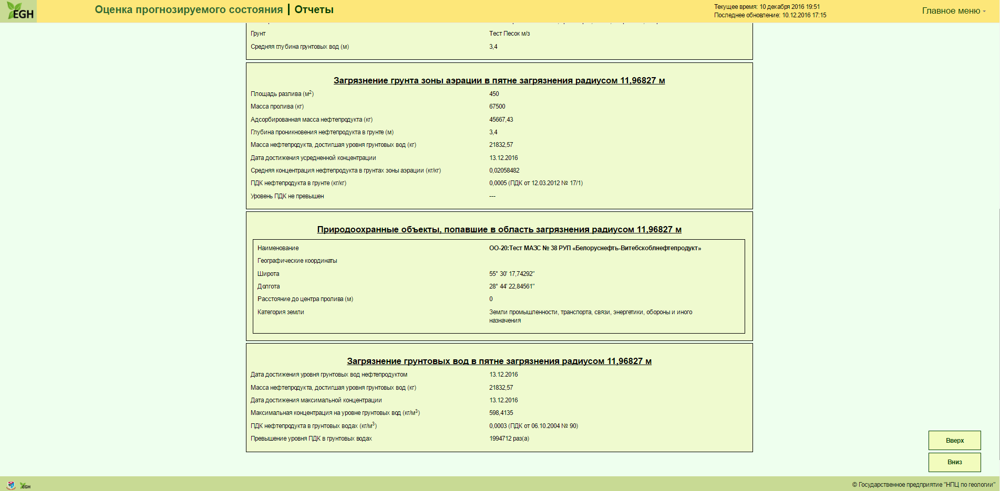 EGH
Оценка прогнозируемого состояния | Отчеты
Текущее время: 10 декабря 2016 19:51
Последнее обновление: 10.12.2016 17:15
Главное меню
Грунт Тест Песок м/з
Средняя глубина грунтовых вод (м) 3,4
Загрязнение грунта зоны аэрации в пятне загрязнения радиусом 11,96827 м
Площадь разлива (м²) 450
Масса пролива (кг) 67500
Адсорбированная масса нефтепродукта (кг) 45667,43
Глубина проникновения нефтепродукта в грунте (м) 3,4
Масса нефтепродукта, достигшая уровня грунтовых вод (кг) 21832,57
Дата достижения усредненной концентрации 13.12.2016
Средняя концентрация нефтепродукта в грунтах зоны аэрации (кг/кг) 0,02058482
ПДК нефтепродукта в грунте (кг/кг) 0,0005 (ПДК от 12.03.2012 № 17/1)
Уровень ПДК не превышен ---
Природоохранные объекты, попавшие в область загрязнения радиусом 11,96827 м
Наименование ОО-20:Тест МАЗС № 38 РУП «Белоруснефть-Витебскоблнефтепродукт»
Географические координаты
Широта 55° 30' 17,74292"
Долгота 28° 44' 22,84561"
Расстояние до центра пролива (м) 0
Категория земли Земли промышленности, транспорта, связи, энергетики, обороны и иного
назначения
Загрязнение грунтовых вод в пятне загрязнения радиусом 11,96827 м
Дата достижения уровня грунтовых вод нефтепродуктом 13.12.2016
Масса нефтепродукта, достигшая уровня грунтовых вод (кг) 21832,57
Дата достижения максимальной концентрации 13.12.2016
Максимальная концентрация на уровне грунтовых вод (кг/м³) 598,4135
ПДК нефтепродукта в грунтовых водах (кг/м³) 0,0003 (ПДК от 06.10.2004 № 90)
Превышение уровня ПДК в грунтовых водах 1994712 раз(а)
Вверх
Вниз
EGH
© Государственное предприятие "НПЦ по геологии"